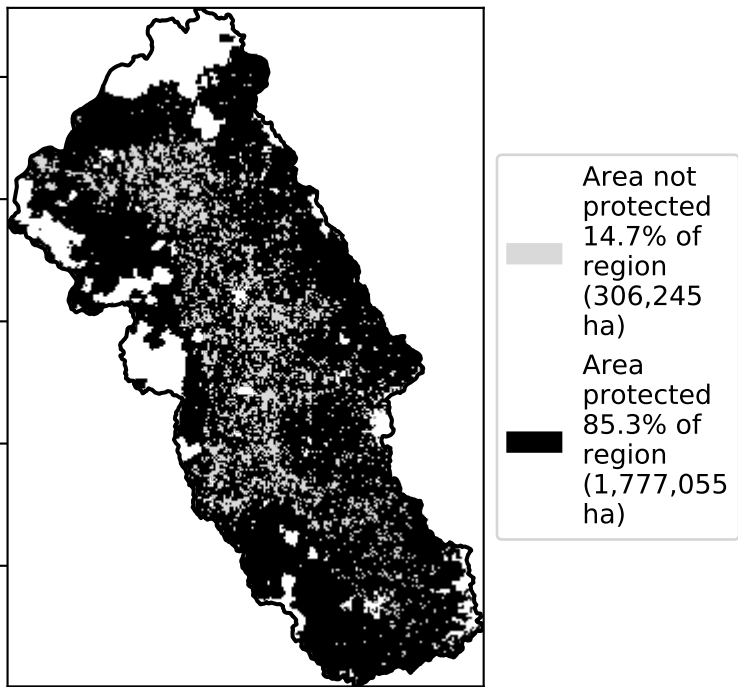 Area not
protected
14.7% of
region
(306,245
ha)
Area
protected
85.3% of
region
(1,777,055
ha)